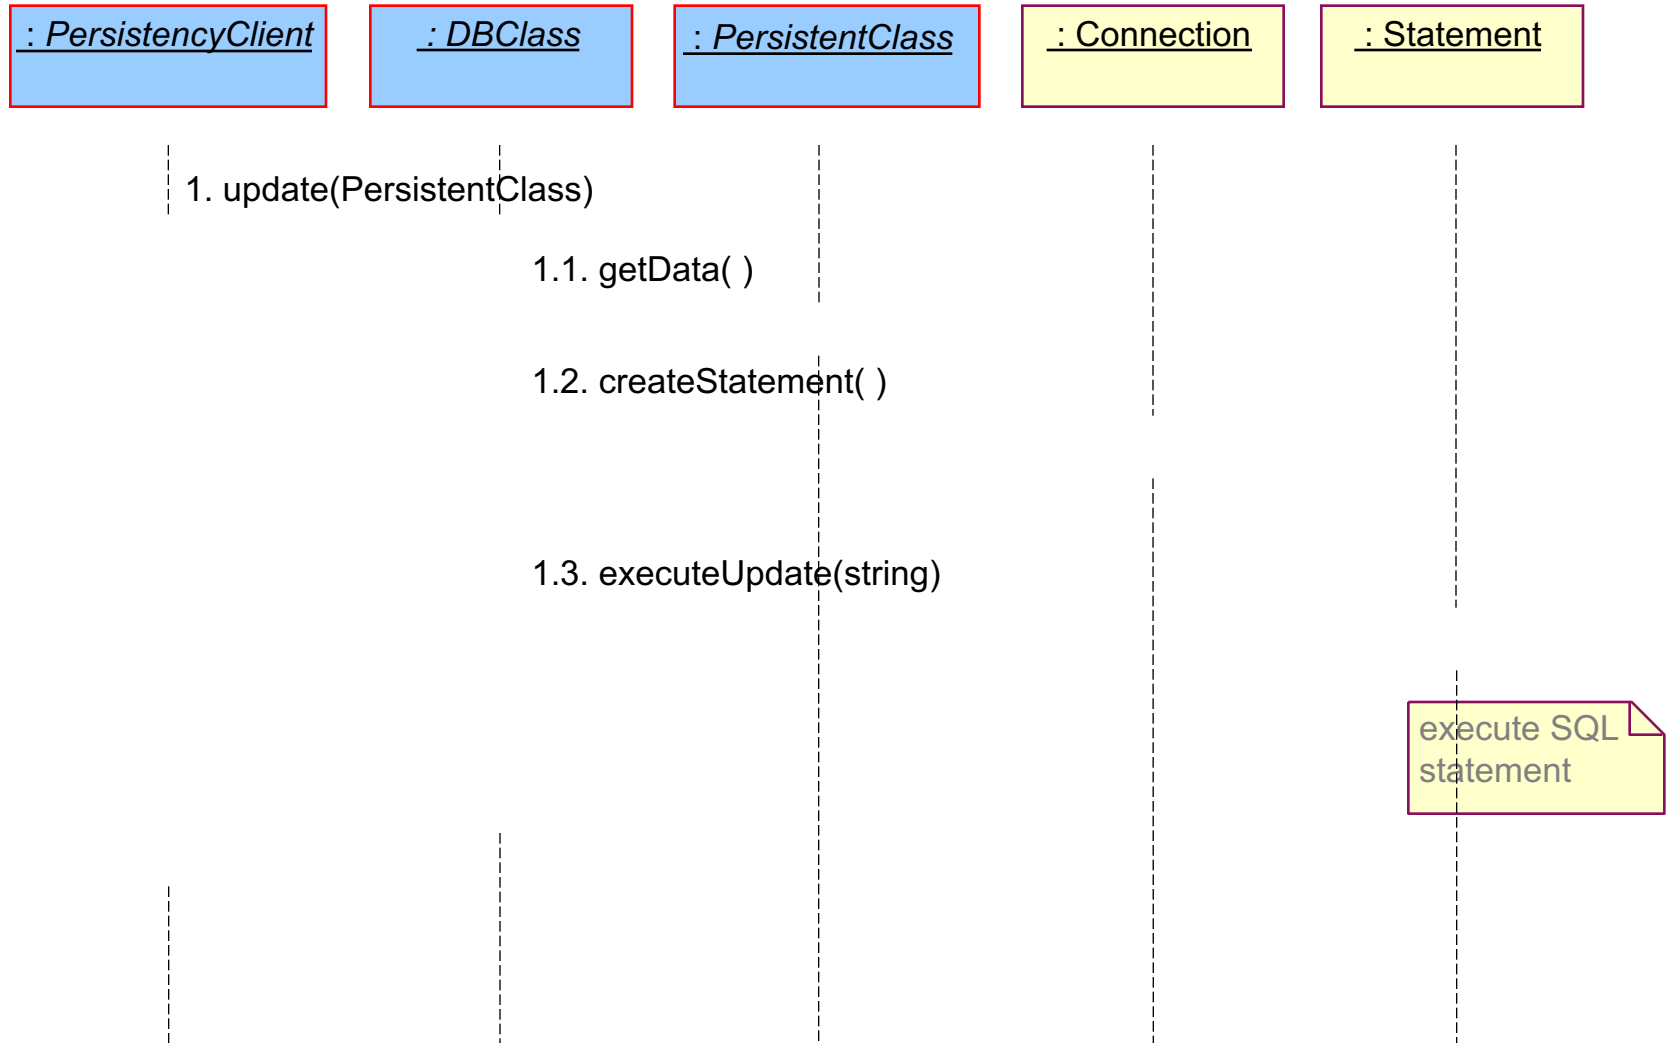 : PersistencyClient
: DBClass
: PersistentClass
: Connection
: Statement
1. update(PersistentClass)
1.1. getData( )
1.2. createStatement( )
1.3. executeUpdate(string)
execute SQL
statement